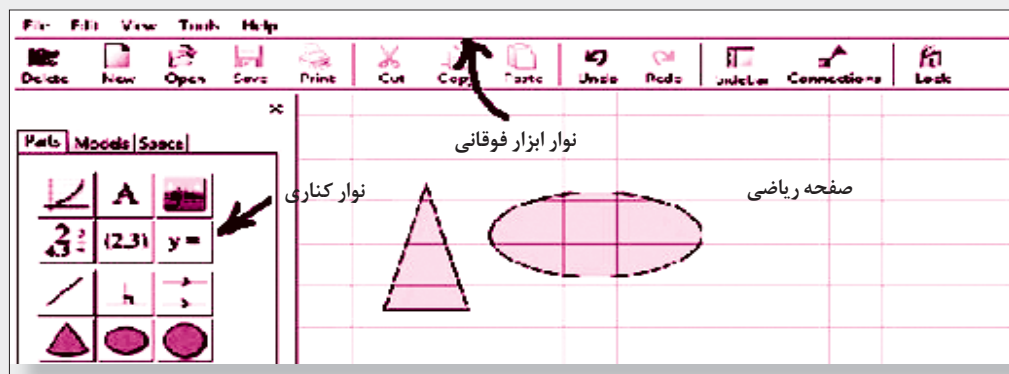 File Edit View Tools Help
Delete New Open Save Print Cut Copy Paste Undo Redo SideBar Connections Lock
نوار ابزار فوقانی
Parts Models Space
نوار کناری
صفحه ریاضی
A
(2,3) y =